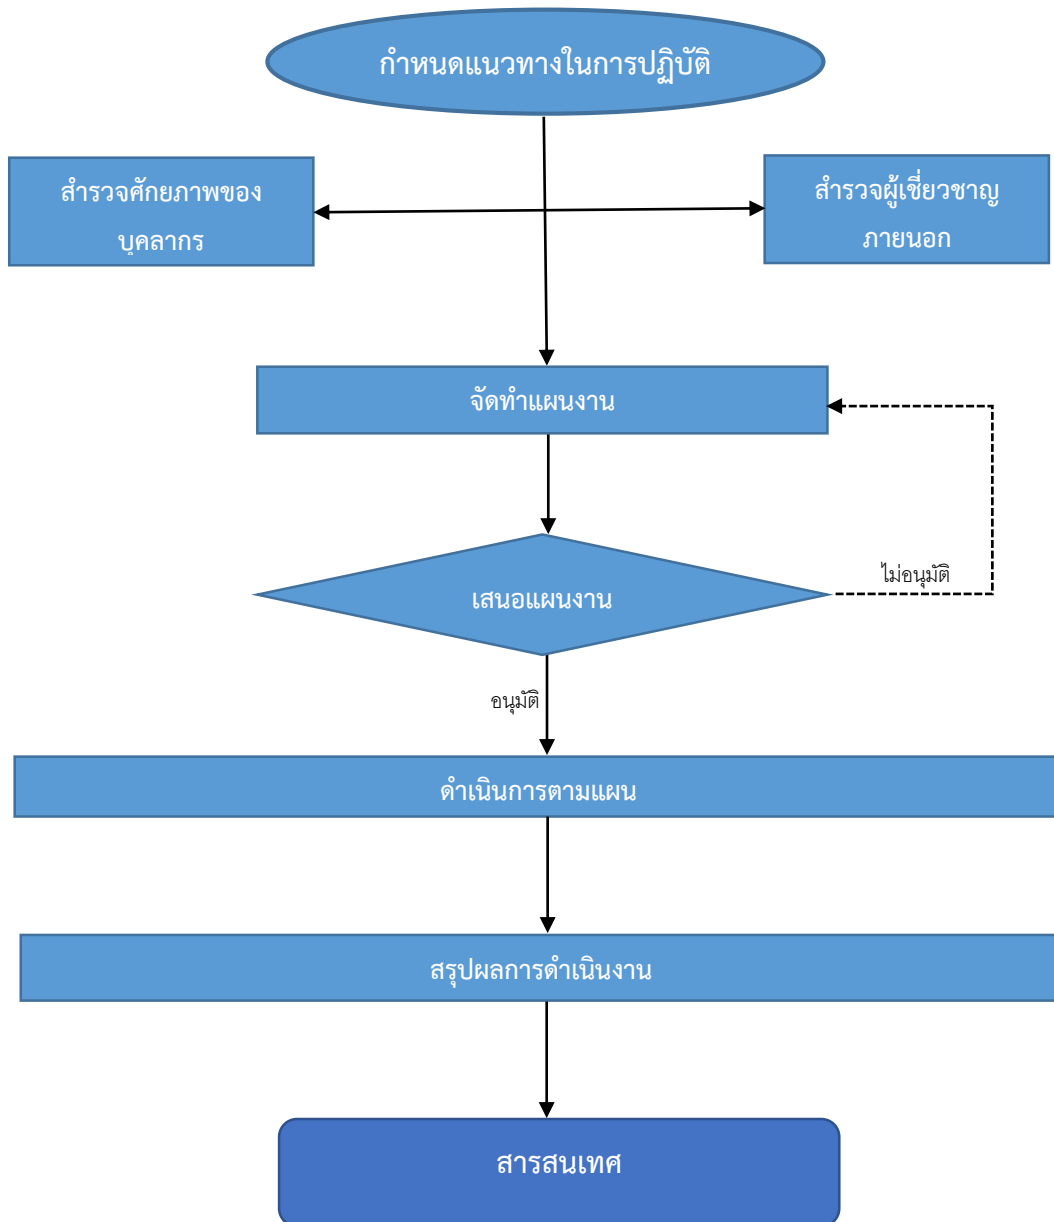 กำหนดแนวทางในการปฏิบัติ
สำรวจศักยภาพของ
บุคลากร
สำรวจผู้เชี่ยวชาญ
ภายนอก
จัดทำแผนงาน
เสนอแผนงาน
ไม่อนุมัติ
อนุมัติ
ดำเนินการตามแผน
สรุปผลการดำเนินงาน
สารสนเทศ